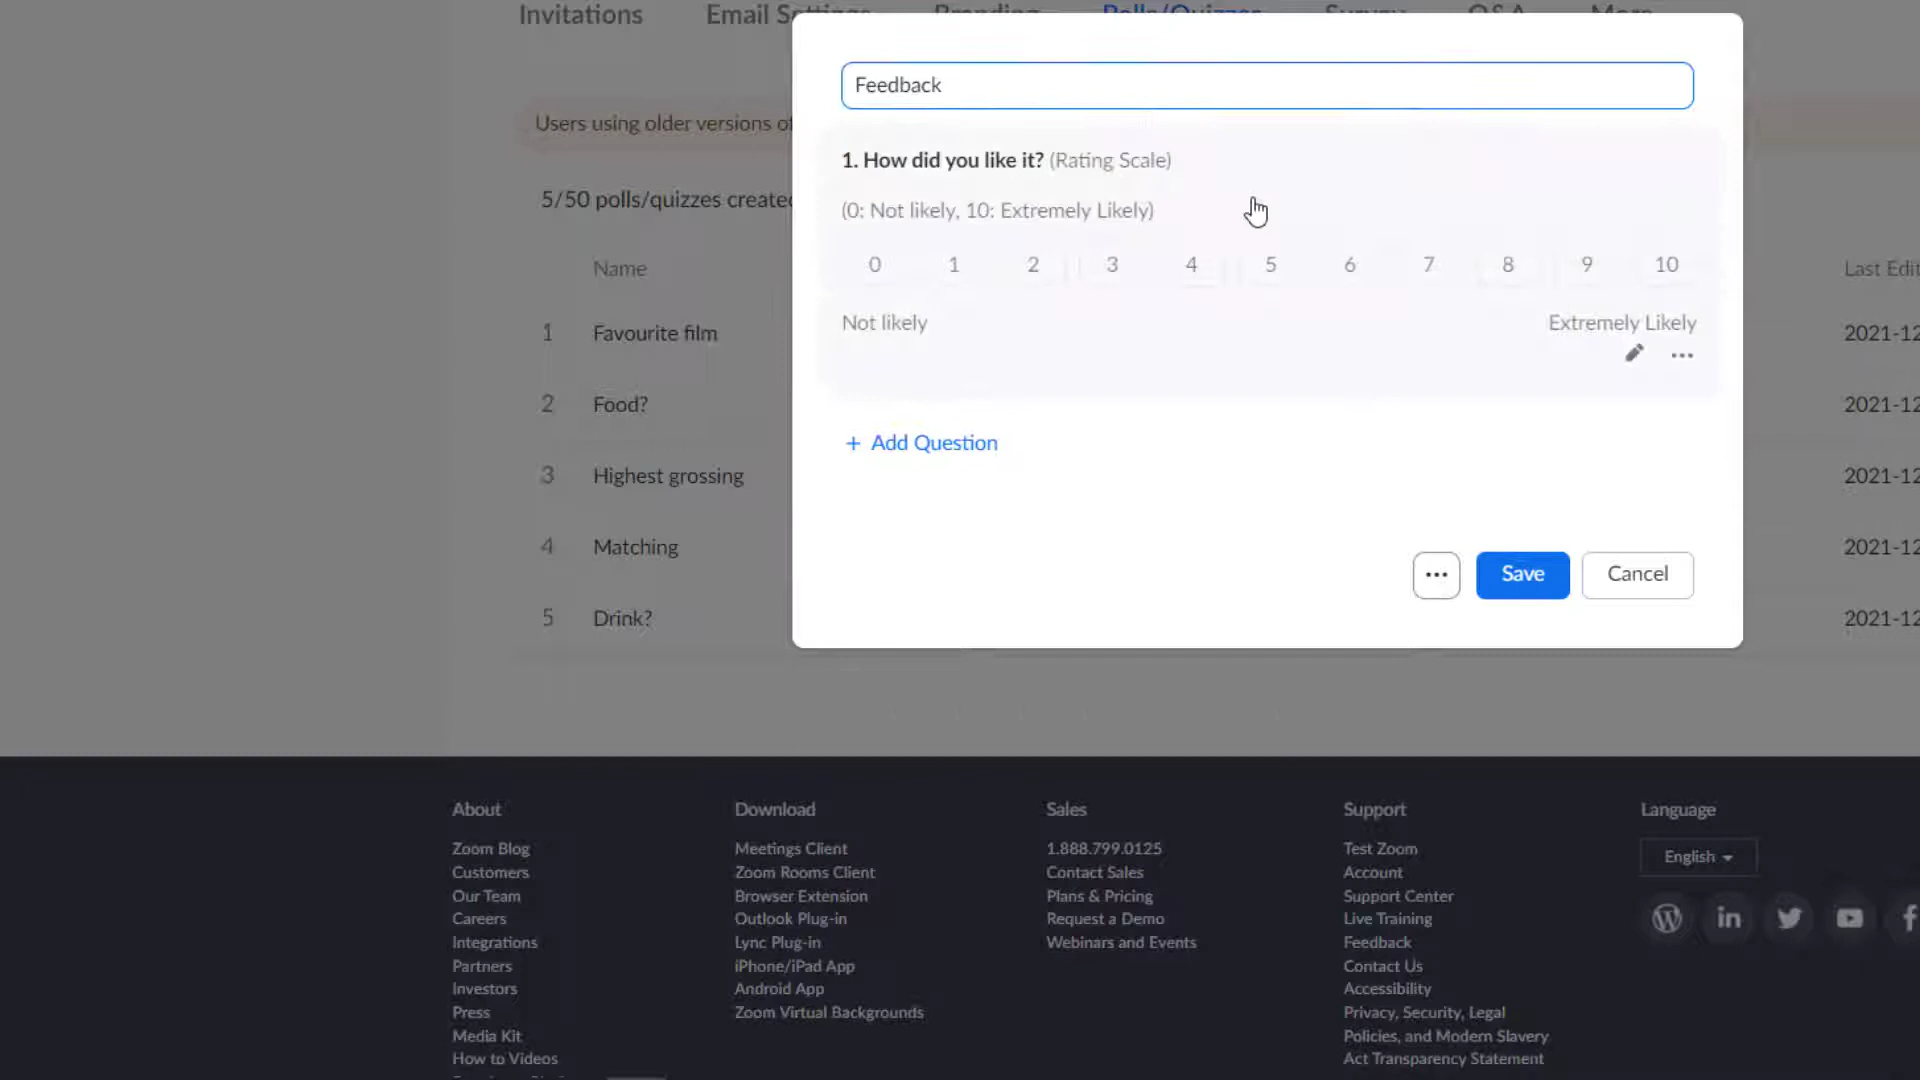 Invitations
Email Settings
Branding
Polls/Quizzes
Survey
Q&A
More
Feedback
Users using older versions of
1. How did you like it? (Rating Scale)
5/50 polls/quizzes created
(0: Not likely, 10: Extremely Likely)
0 1 2 3 4 5 6 7 8 9 10
Name
Last Edit
Not likely
Extremely Likely
1 Favourite film
2021-12
2 Food?
2021-12
+ Add Question
3 Highest grossing
2021-12
4 Matching
2021-12
... Save Cancel
5 Drink?
2021-12
About
Zoom Blog
Customers
Our Team
Careers
Integrations
Partners
Investors
Press
Media Kit
How to Videos
Download
Meetings Client
Zoom Rooms Client
Browser Extension
Outlook Plug-in
Lync Plug-in
iPhone/iPad App
Android App
Zoom Virtual Backgrounds
Sales
1.888.799.0125
Contact Sales
Plans & Pricing
Request a Demo
Webinars and Events
Support
Test Zoom
Account
Support Center
Live Training
Feedback
Contact Us
Accessibility
Privacy, Security, Legal
Policies, and Modern Slavery
Act Transparency Statement
Language
English